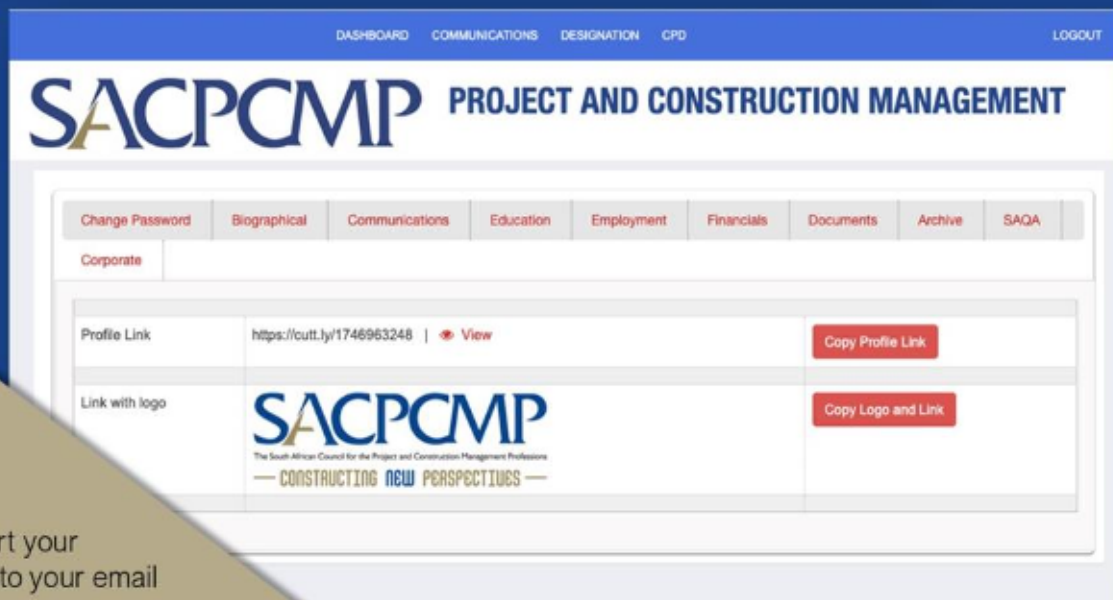 DASHBOARD COMMUNICATIONS DESIGNATION CPD LOGOUT
SACPCMP PROJECT AND CONSTRUCTION MANAGEMENT
Change Password Biographical Communications Education Employment Financials Documents Archive SAQA
Corporate
Profile Link https://cutt.ly/1746963248 | View Copy Profile Link
Link with logo SACPCMP Copy Logo and Link
The South African Council for the Project and Construction Management Professions
— CONSTRUCTING NEW PERSPECTIVES —
rt your
to your email